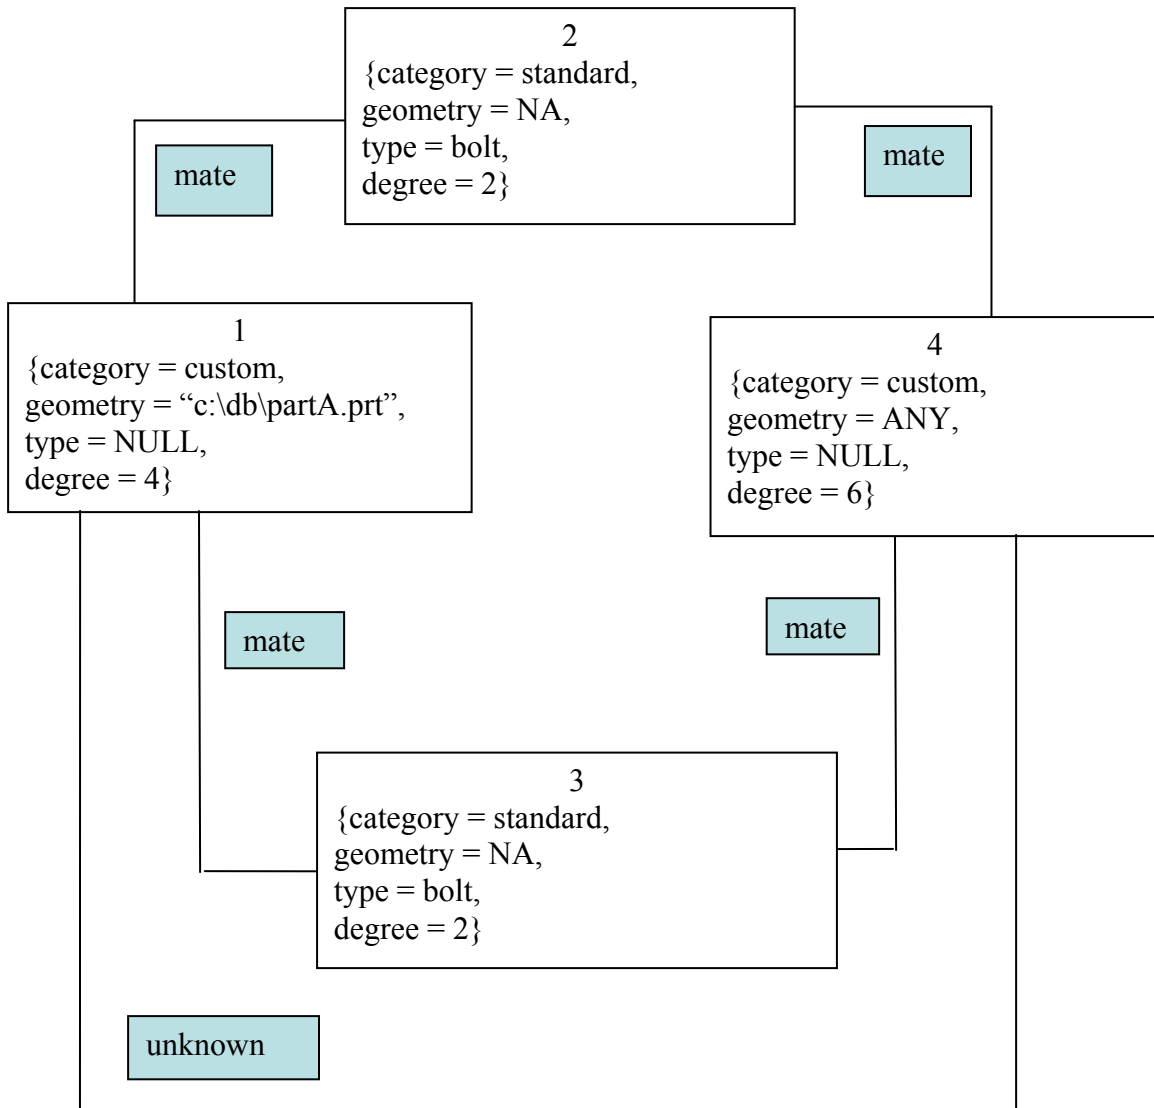 2
{category = standard,
geometry = NA,
type = bolt,
degree = 2}
mate
mate
1
{category = custom,
geometry = “c:\db\partA.prt”,
type = NULL,
degree = 4}
4
{category = custom,
geometry = ANY,
type = NULL,
degree = 6}
mate
mate
3
{category = standard,
geometry = NA,
type = bolt,
degree = 2}
unknown